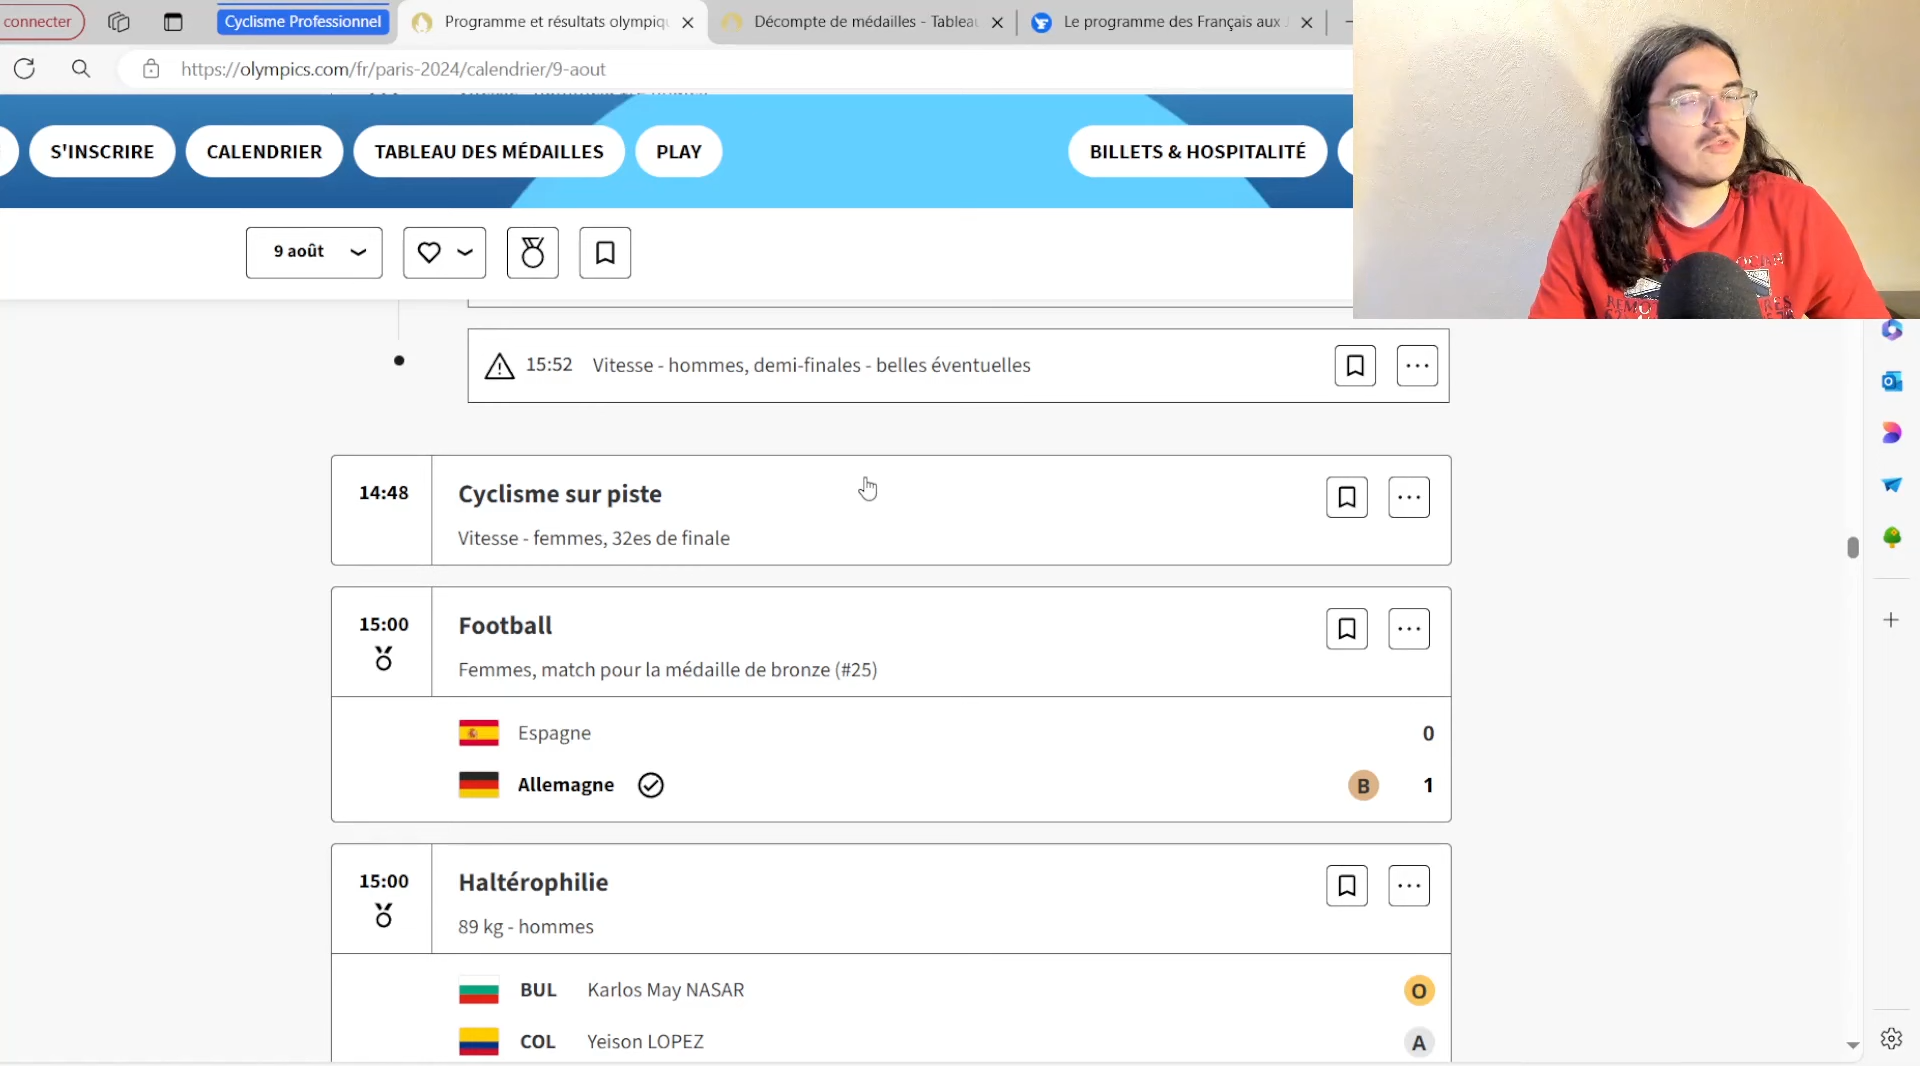 connecter
Cyclisme Professionnel
Programme et résultats olympiq
Décompte de médailles - Tableau
Le programme des Français aux J
https://olympics.com/fr/paris-2024/calendrier/9-aout
S'INSCRIRE
CALENDRIER
TABLEAU DES MÉDAILLES
PLAY
BILLETS & HOSPITALITÉ
9 août
15:52 Vitesse - hommes, demi-finales - belles éventuelles
14:48 Cyclisme sur piste
Vitesse - femmes, 32es de finale
15:00 Football
Femmes, match pour la médaille de bronze (#25)
Espagne 0
Allemagne B 1
15:00 Haltérophilie
89 kg - hommes
BUL Karlos May NASAR O
COL Yeison LOPEZ A